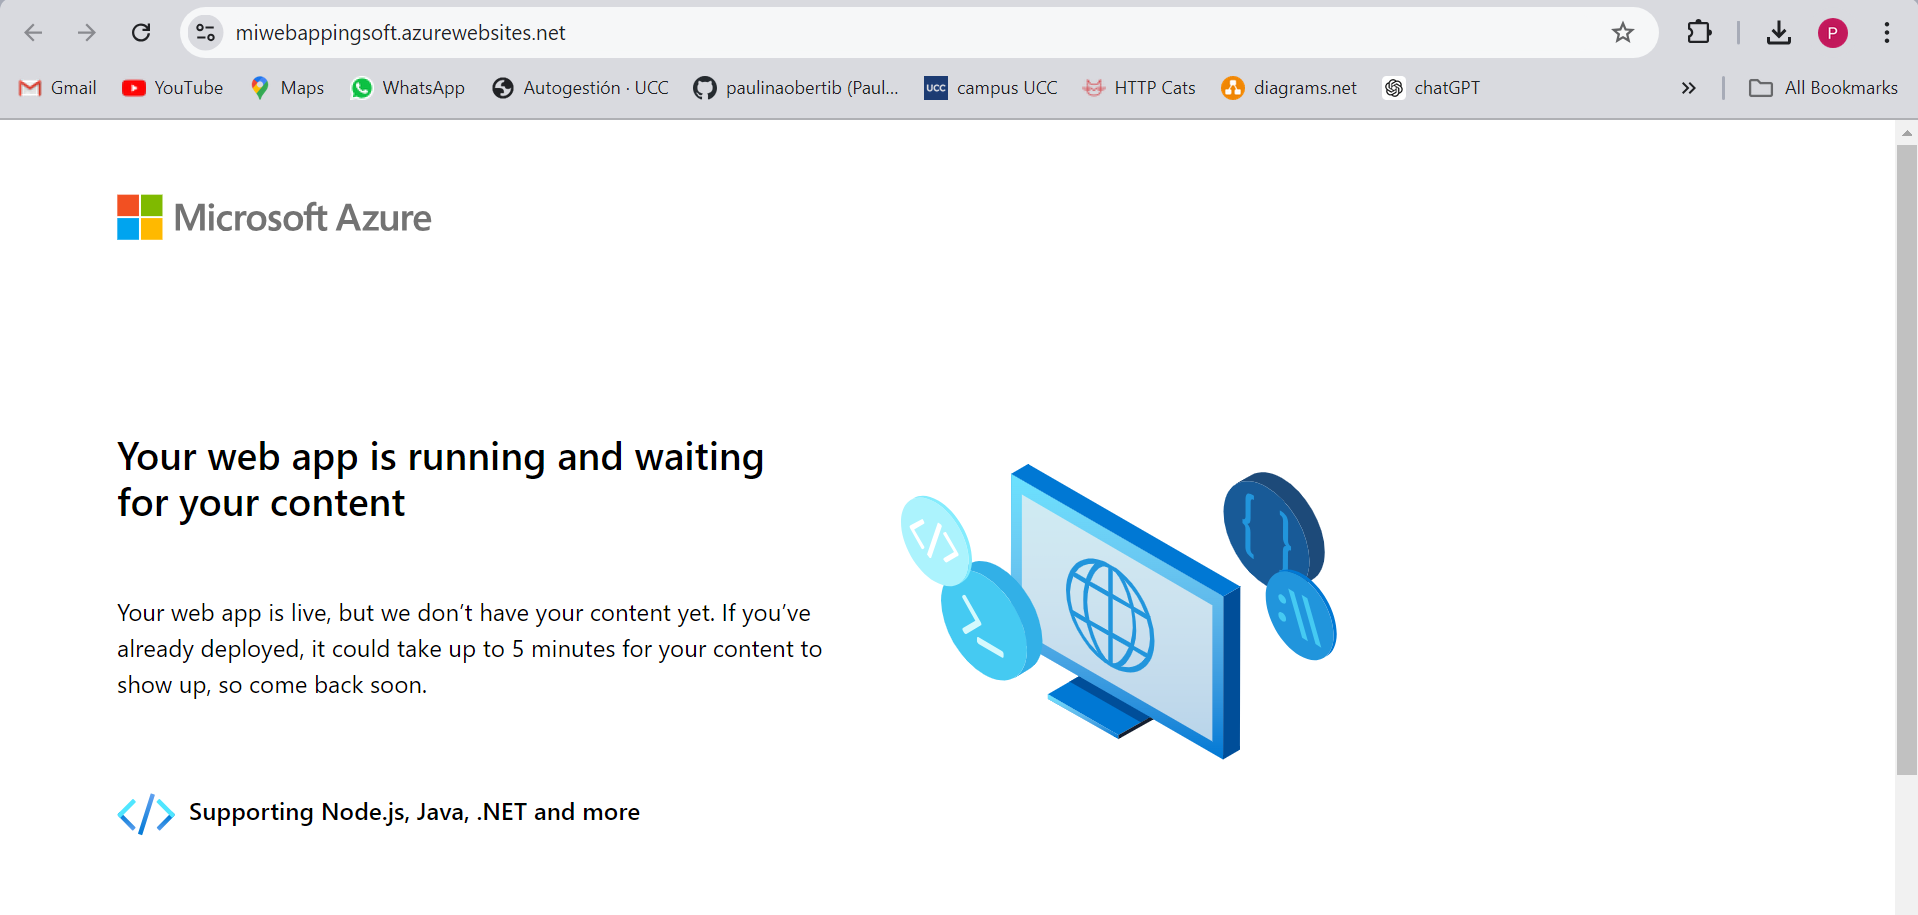 miwebappingsoft.azurewebsites.net
P
Gmail YouTube Maps WhatsApp Autogestión · UCC paulinaobertib (Paul... UCC campus UCC HTTP Cats diagrams.net chatGPT » All Bookmarks
Microsoft Azure
Your web app is running and waiting
for your content
Your web app is live, but we don’t have your content yet. If you’ve
already deployed, it could take up to 5 minutes for your content to
show up, so come back soon.
</> Supporting Node.js, Java, .NET and more